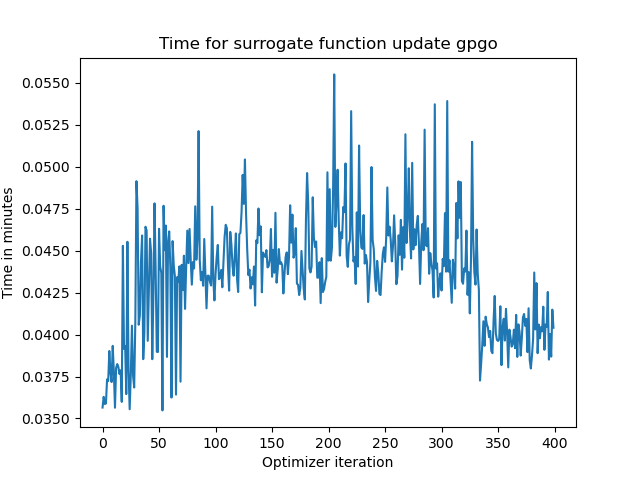 Time for surrogate function update gpgo
Time in minutes
0.0550
0.0525
0.0500
0.0475
0.0450
0.0425
0.0400
0.0375
0.0350
0 50 100 150 200 250 300 350 400
Optimizer iteration